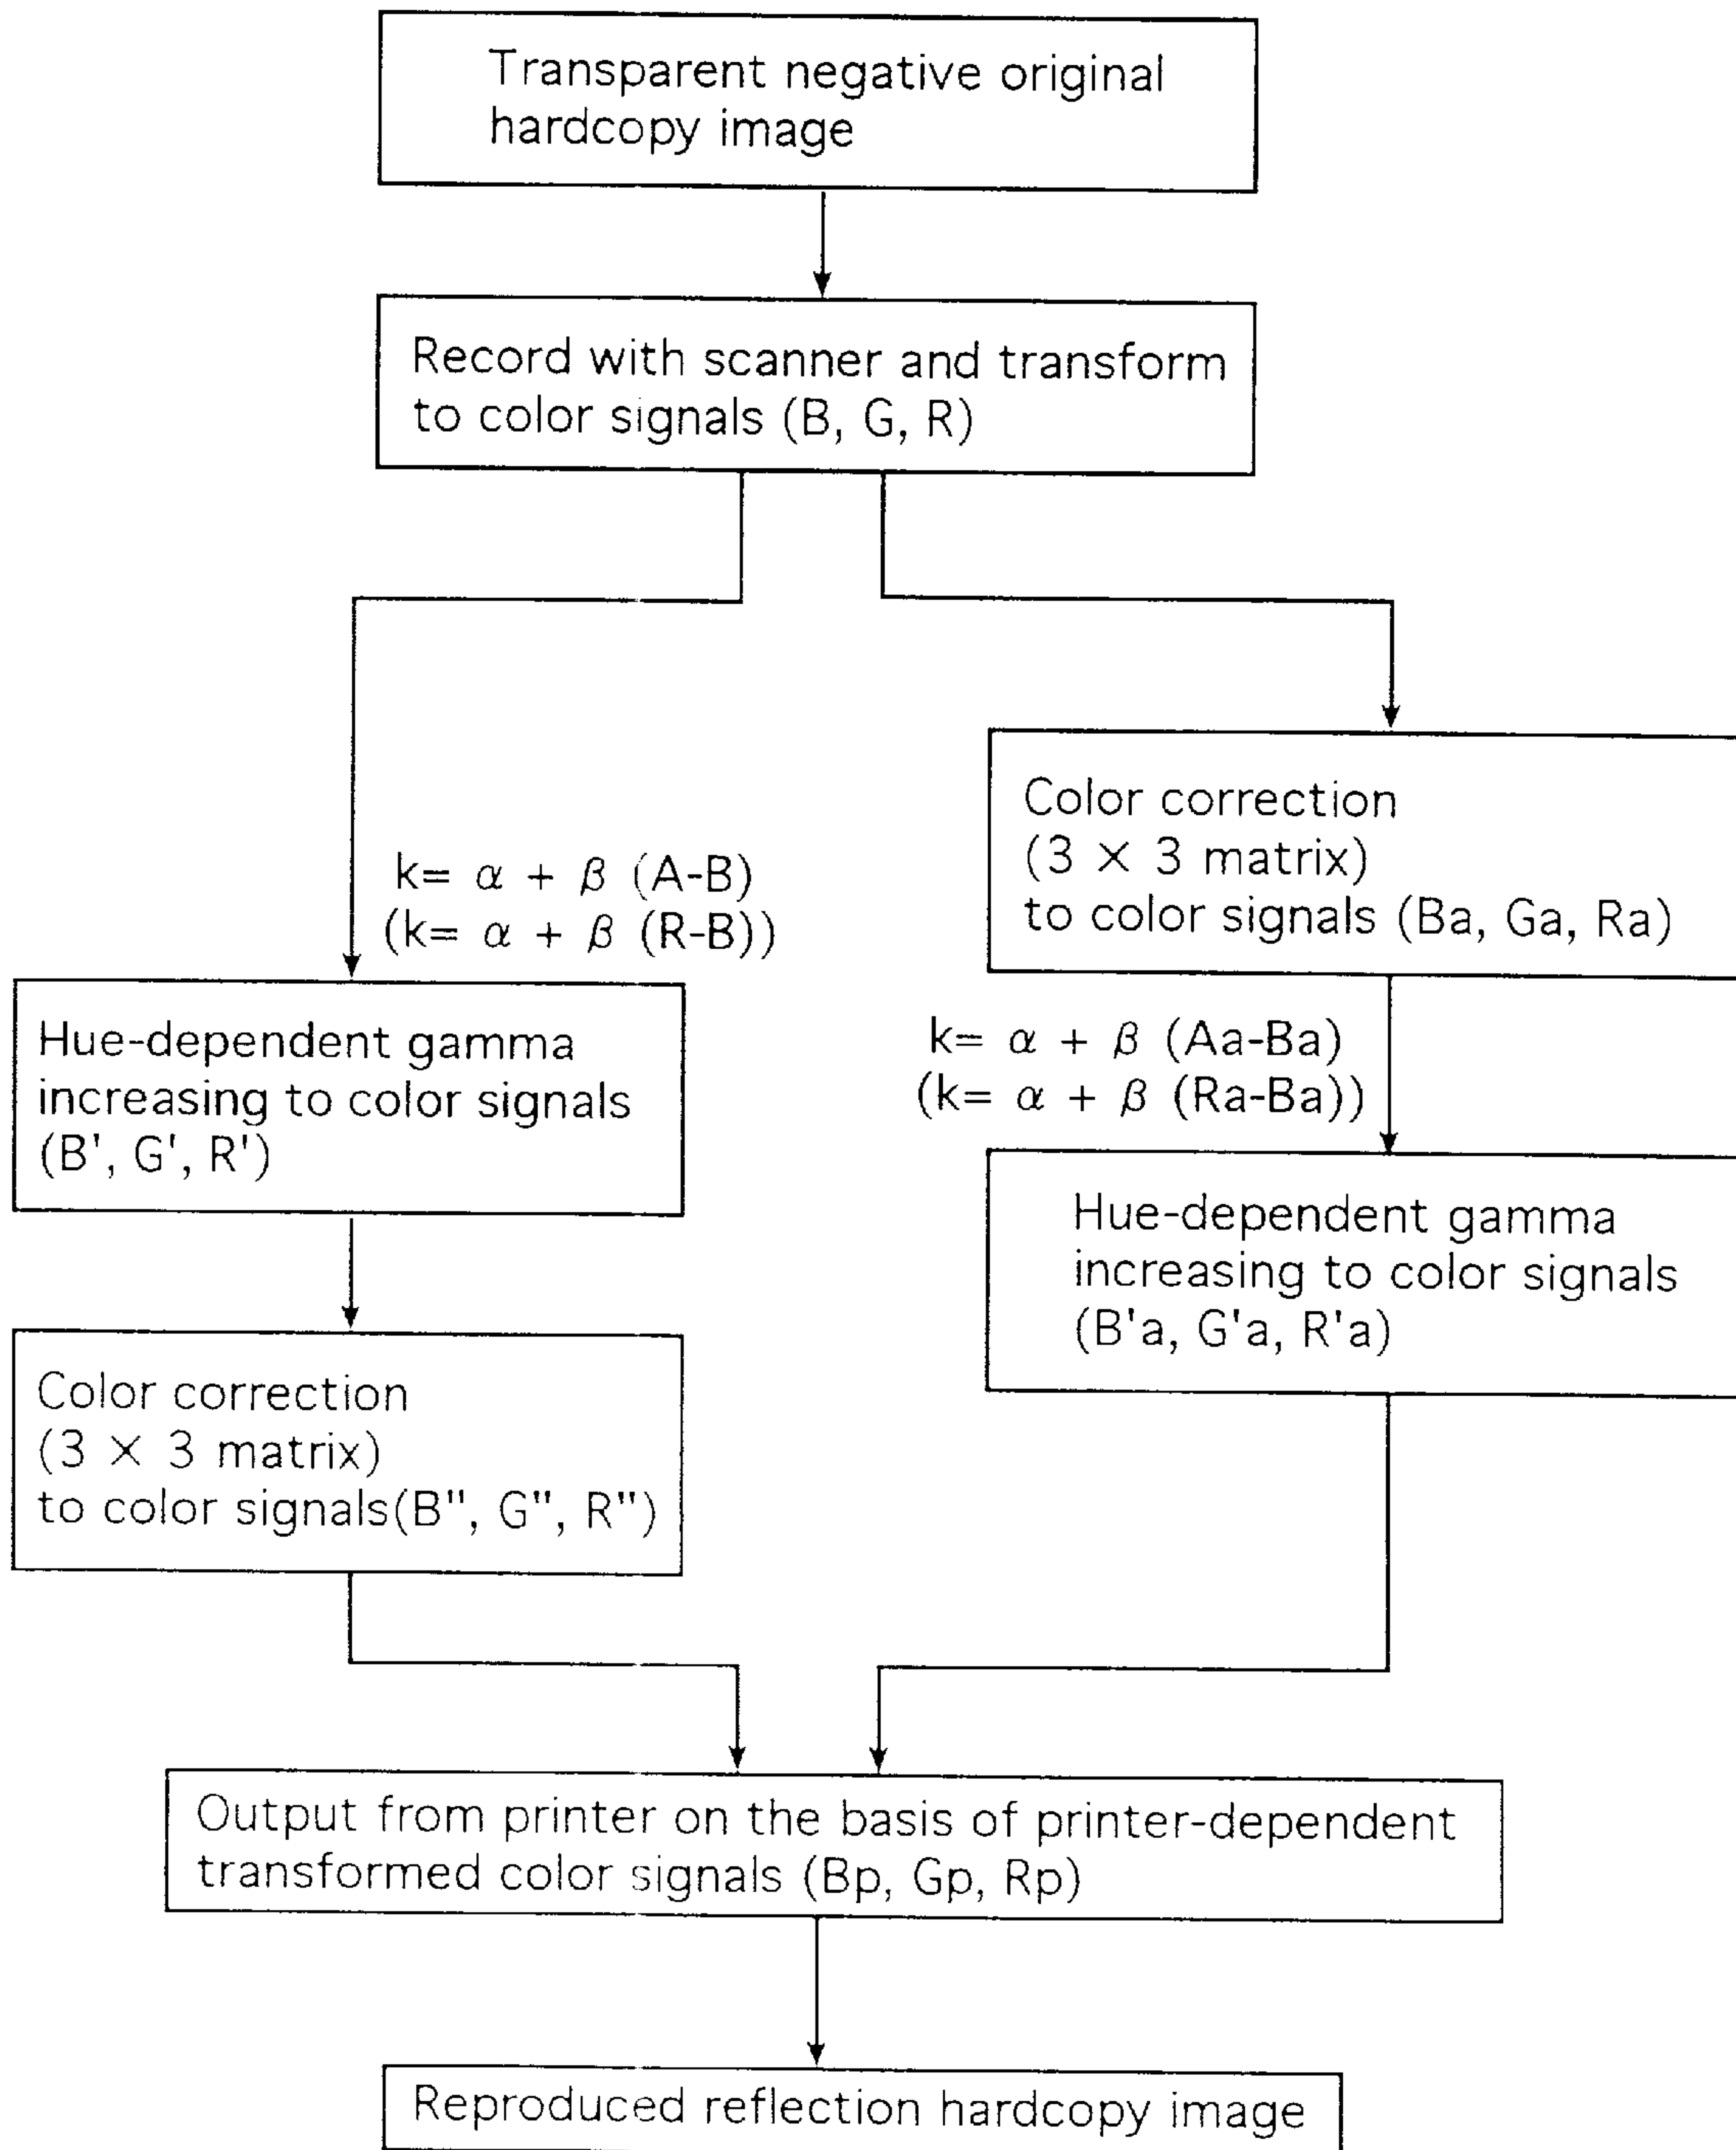 Transparent negative original
hardcopy image
Record with scanner and transform
to color signals (B, G, R)
k= α + β (A-B)
(k= α + β (R-B))
Hue-dependent gamma
increasing to color signals
(B', G', R')
Color correction
(3 × 3 matrix)
to color signals(B", G", R")
Color correction
(3 × 3 matrix)
to color signals (Ba, Ga, Ra)
k= α + β (Aa-Ba)
(k= α + β (Ra-Ba))
Hue-dependent gamma
increasing to color signals
(B'a, G'a, R'a)
Output from printer on the basis of printer-dependent
transformed color signals (Bp, Gp, Rp)
Reproduced reflection hardcopy image